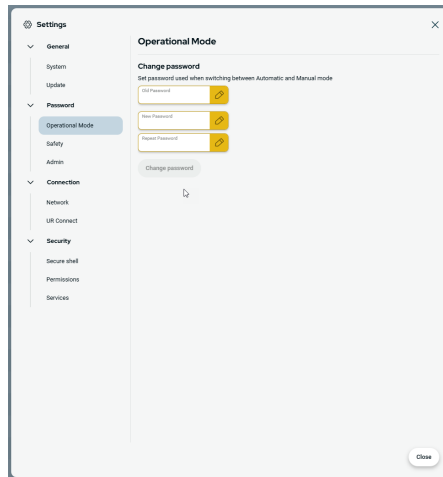 Settings
General
System
Update
Password
Operational Mode
Safety
Admin
Connection
Network
UR Connect
Security
Secure shell
Permissions
Services
Operational Mode
Change password
Set password used when switching between Automatic and Manual mode
Old Password
New Password
Repeat Password
Change password
Close